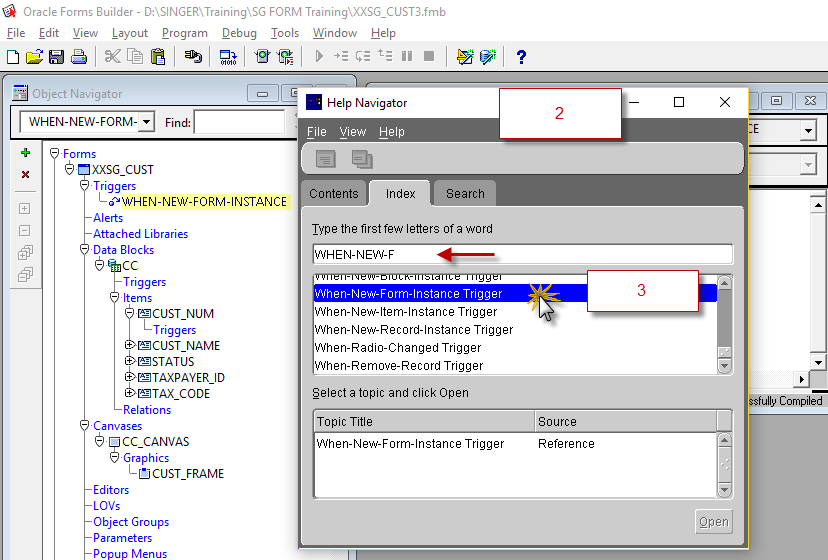 Oracle Forms Builder - D:\SINGER\Training\SG FORM Training\XXSG_CUST3.fmb
File Edit View Layout Program Debug Tools Window Help
Object Navigator
WHEN-NEW-FORM- Find:
Forms
XXSG_CUST
Triggers
WHEN-NEW-FORM-INSTANCE
Alerts
Attached Libraries
Data Blocks
CC
Triggers
Items
CUST_NUM
Triggers
CUST_NAME
STATUS
TAXPAYER_ID
TAX_CODE
Relations
Canvases
CC_CANVAS
Graphics
CUST_FRAME
Editors
LOVs
Object Groups
Parameters
Popup Menus
Help Navigator
2
File View Help
Contents Index Search
Type the first few letters of a word
WHEN-NEW-F
When-New-Block-Instance Trigger
When-New-Form-Instance Trigger
3
When-New-Item-Instance Trigger
When-New-Record-Instance Trigger
When-Radio-Changed Trigger
When-Remove-Record Trigger
Select a topic and click Open
Topic Title Source
When-New-Form-Instance Trigger Reference
Open
CE
ssfully Compiled